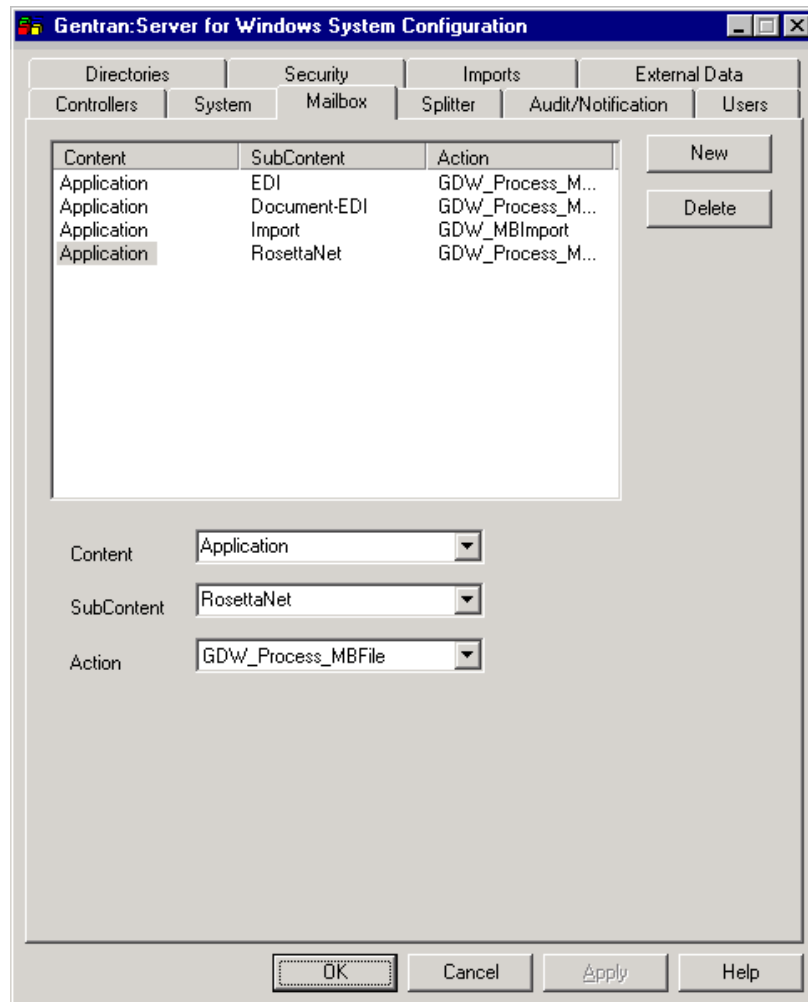 Gentran:Server for Windows System Configuration
Directories Security Imports External Data
Controllers System Mailbox Splitter Audit/Notification Users
Content SubContent Action
Application EDI GDW_Process_M...
Application Document-EDI GDW_Process_M...
Application Import GDW_MBImport
Application RosettaNet GDW_Process_M...
New
Delete
Content Application
SubContent RosettaNet
Action GDW_Process_MBFile
OK Cancel Apply Help